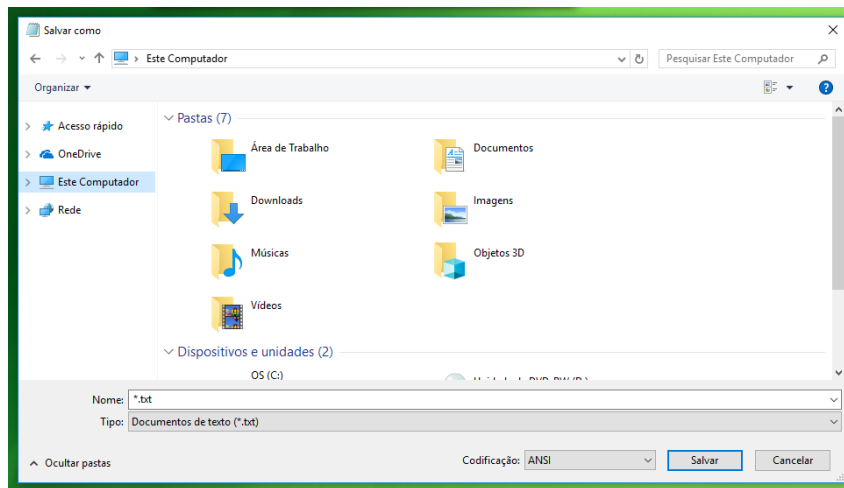 Salvar como
Este Computador
Pesquisar Este Computador
Organizar
Acesso rápido
OneDrive
Este Computador
Rede
Pastas (7)
Área de Trabalho
Documentos
Downloads
Imagens
Músicas
Objetos 3D
Vídeos
Dispositivos e unidades (2)
OS (C:)
Nome: *.txt
Tipo: Documentos de texto (*.txt)
Ocultar pastas
Codificação: ANSI
Salvar
Cancelar